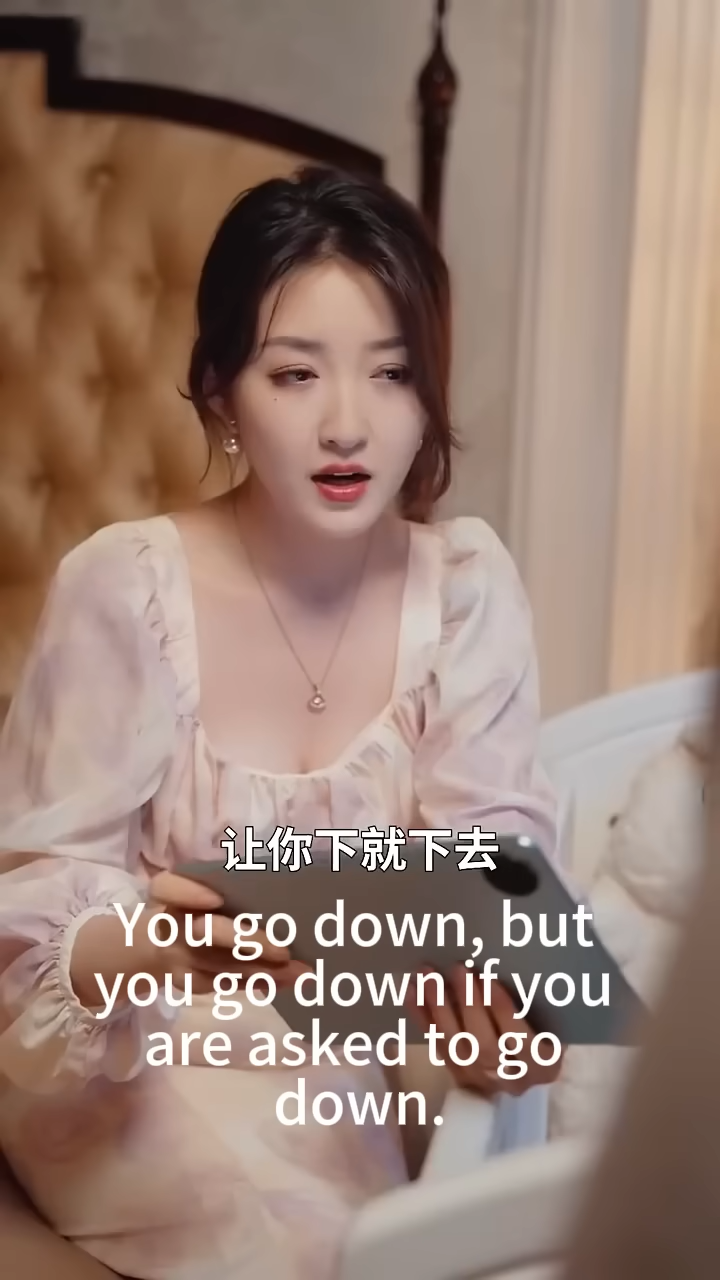 让你下就下去
You go down, but
you go down if you
are asked to go
down.